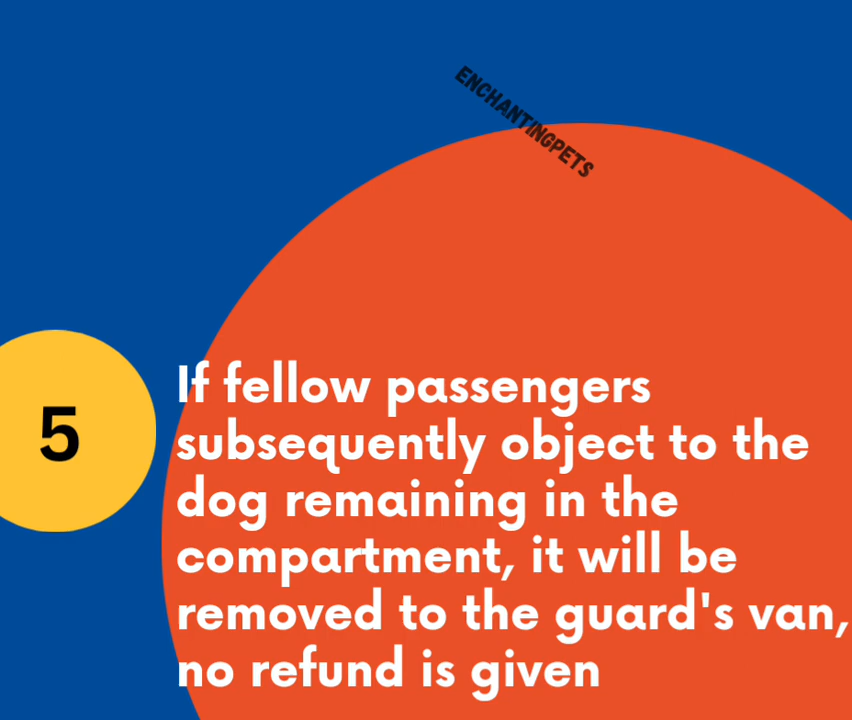 ENCHANTINGPETS
5
If fellow passengers
subsequently object to the
dog remaining in the
compartment, it will be
removed to the guard's van,
no refund is given